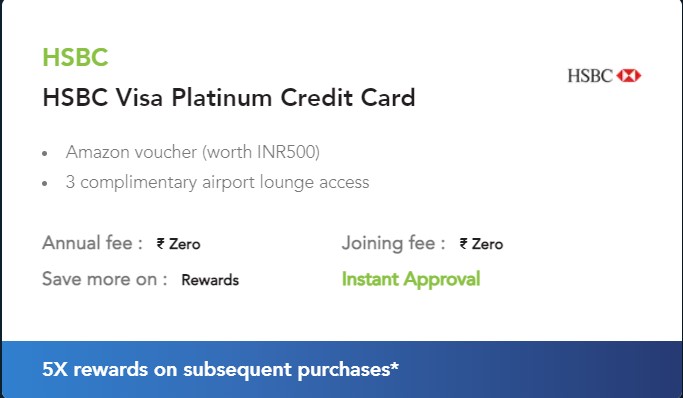 HSBC
HSBC Visa Platinum Credit Card
HSBC
• Amazon voucher (worth INR500)
• 3 complimentary airport lounge access
Annual fee : ₹ Zero Joining fee : ₹ Zero
Save more on : Rewards Instant Approval
5X rewards on subsequent purchases*